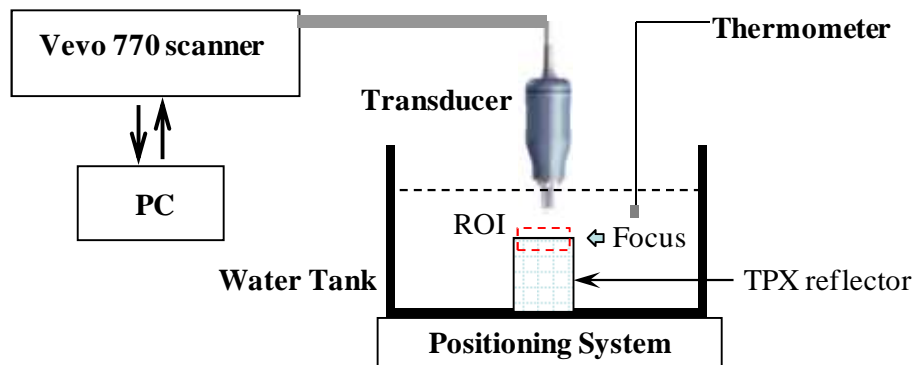 Vevo 770 scanner
Thermometer
Transducer
PC
ROI
Focus
Water Tank
TPX reflector
Positioning System